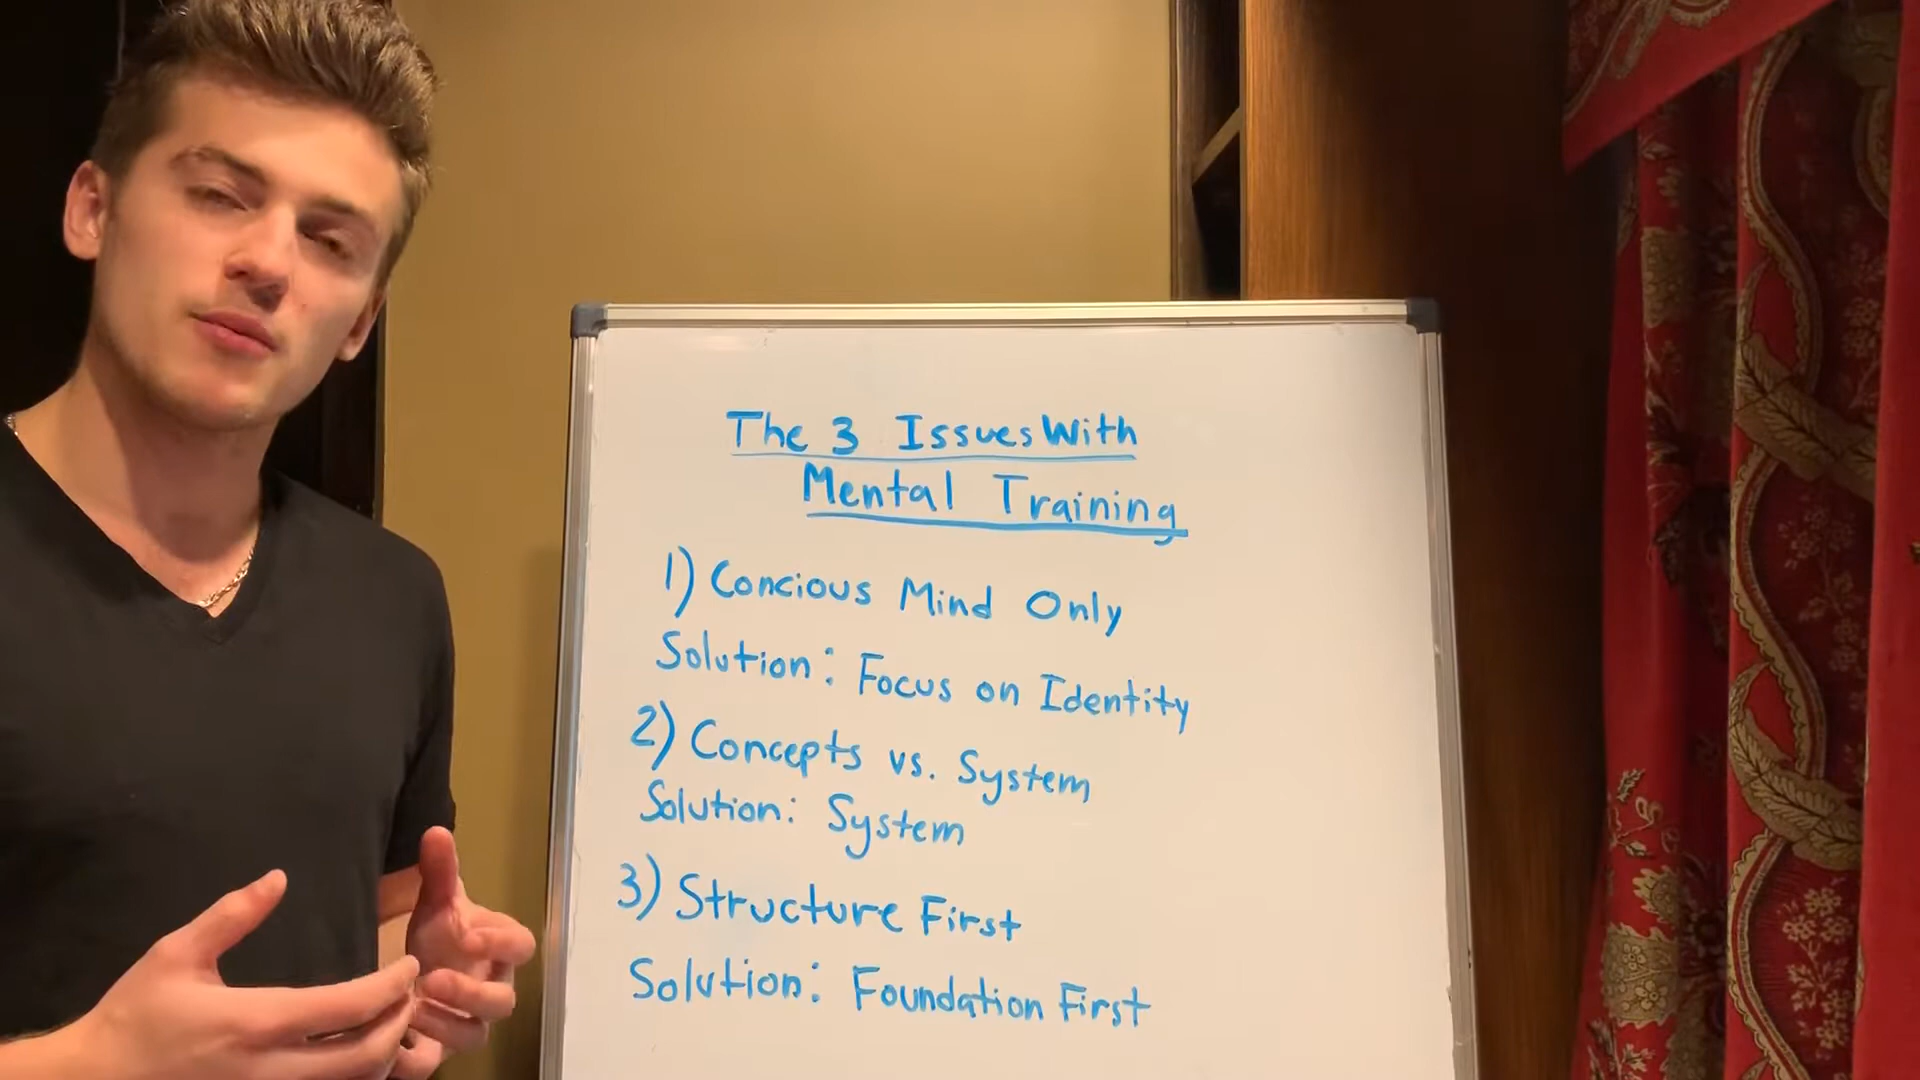 The 3 Issues With
Mental Training
1) Concious Mind Only
Solution: Focus on Identity
2) Concepts vs. System
Solution: System
3) Structure First
Solution: Foundation First